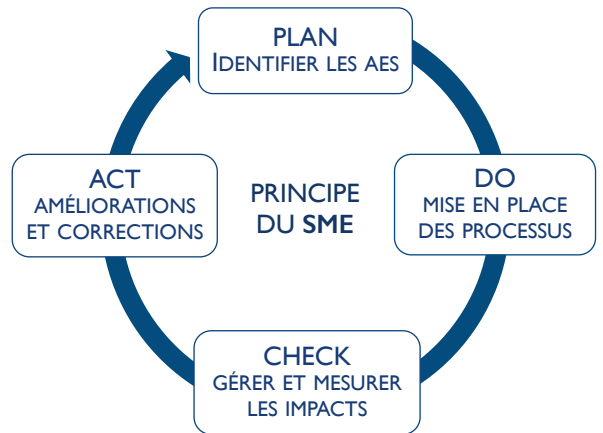 PLAN
IDENTIFIER LES AES
ACT
AMÉLIORATIONS
ET CORRECTIONS
PRINCIPE
DU SME
DO
MISE EN PLACE
DES PROCESSUS
CHECK
GÉRER ET MESURER
LES IMPACTS